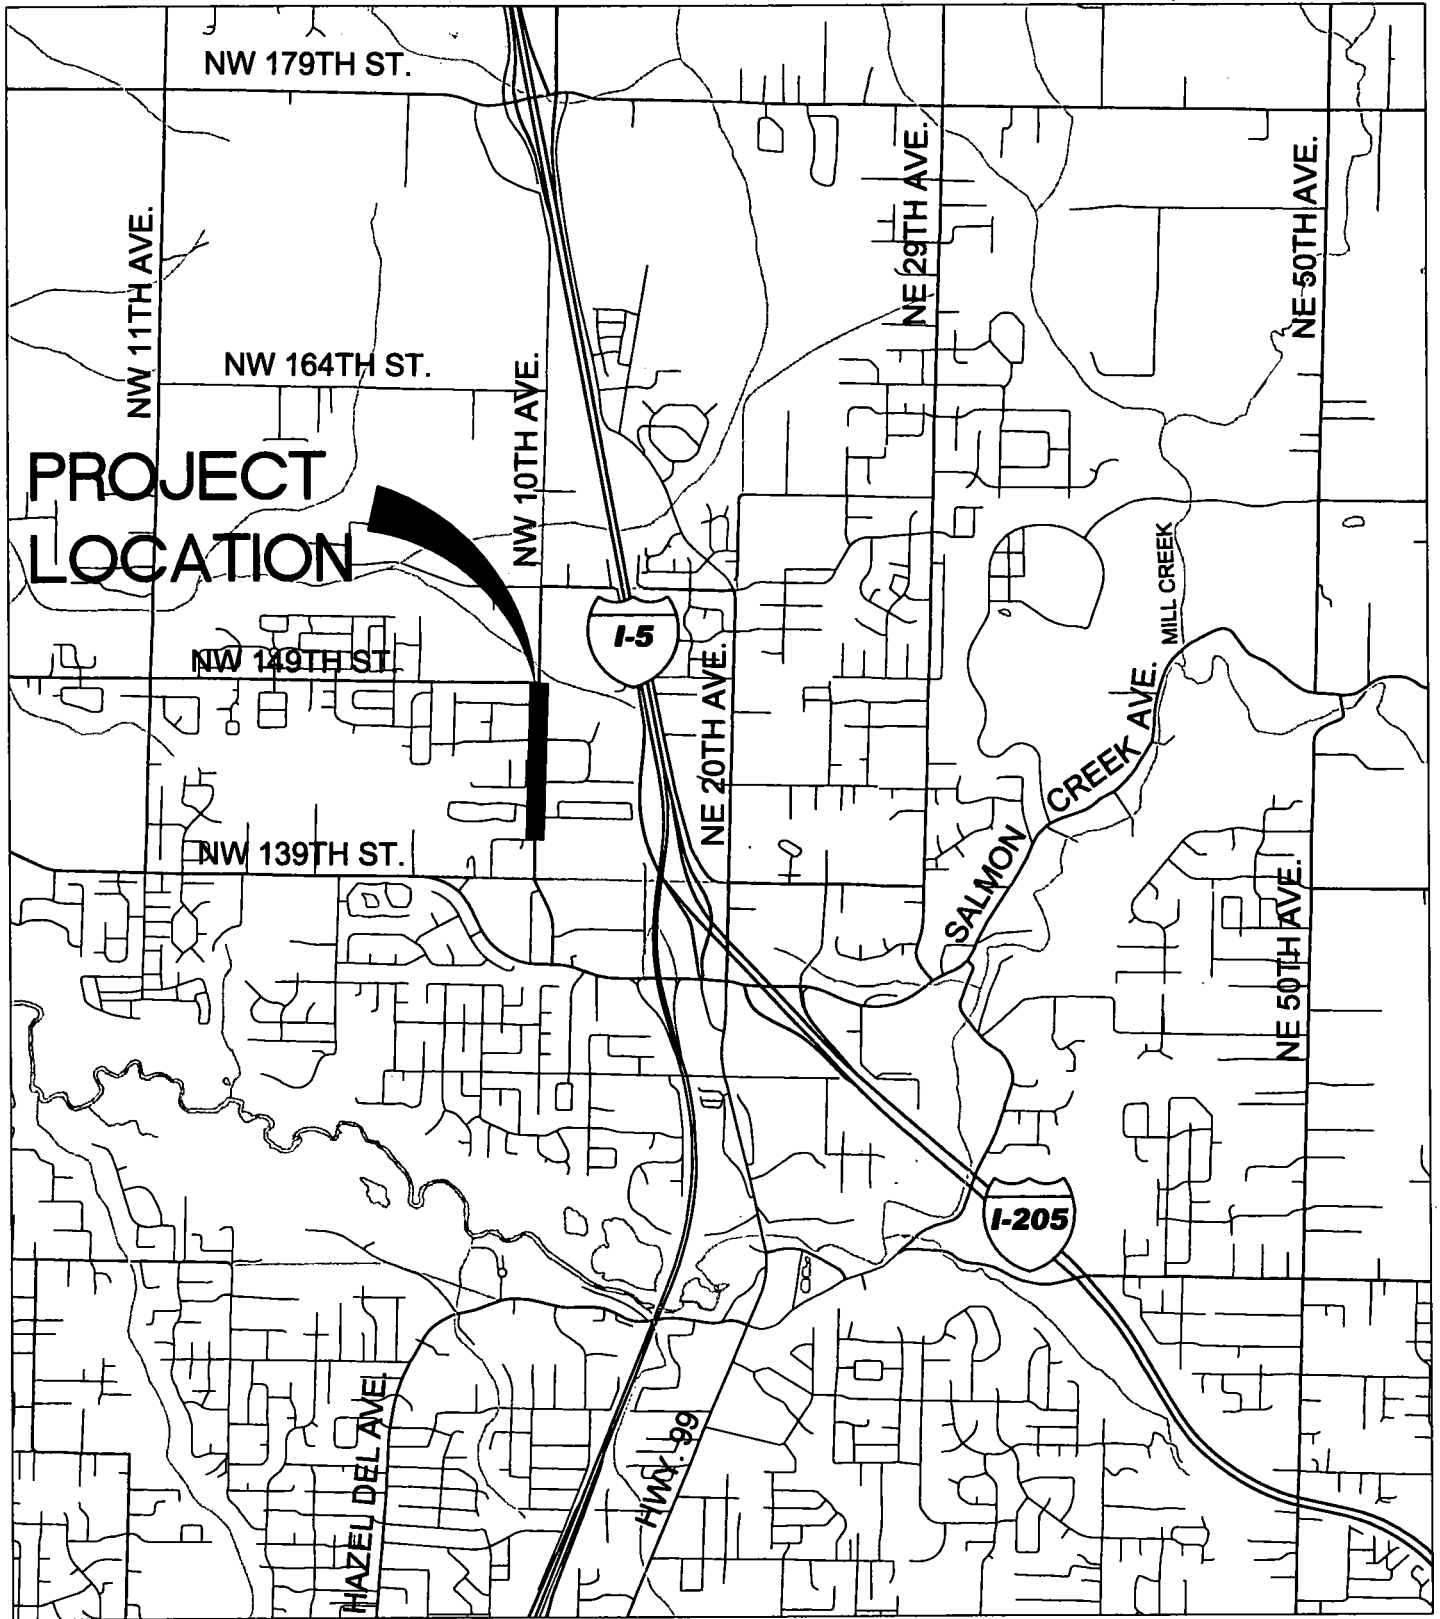 NW 179TH ST.
NW 11TH AVE.
NE 29TH AVE.
NE 50TH AVE.
NW 164TH ST.
NW 10TH AVE.
PROJECT
LOCATION
MILL CREEK
I-5
NW 149TH ST.
NE 20TH AVE.
SALMON CREEK AVE.
NW 139TH ST.
NE 50TH AVE.
I-205
HAZEL DEL AVE.
HWY. 99